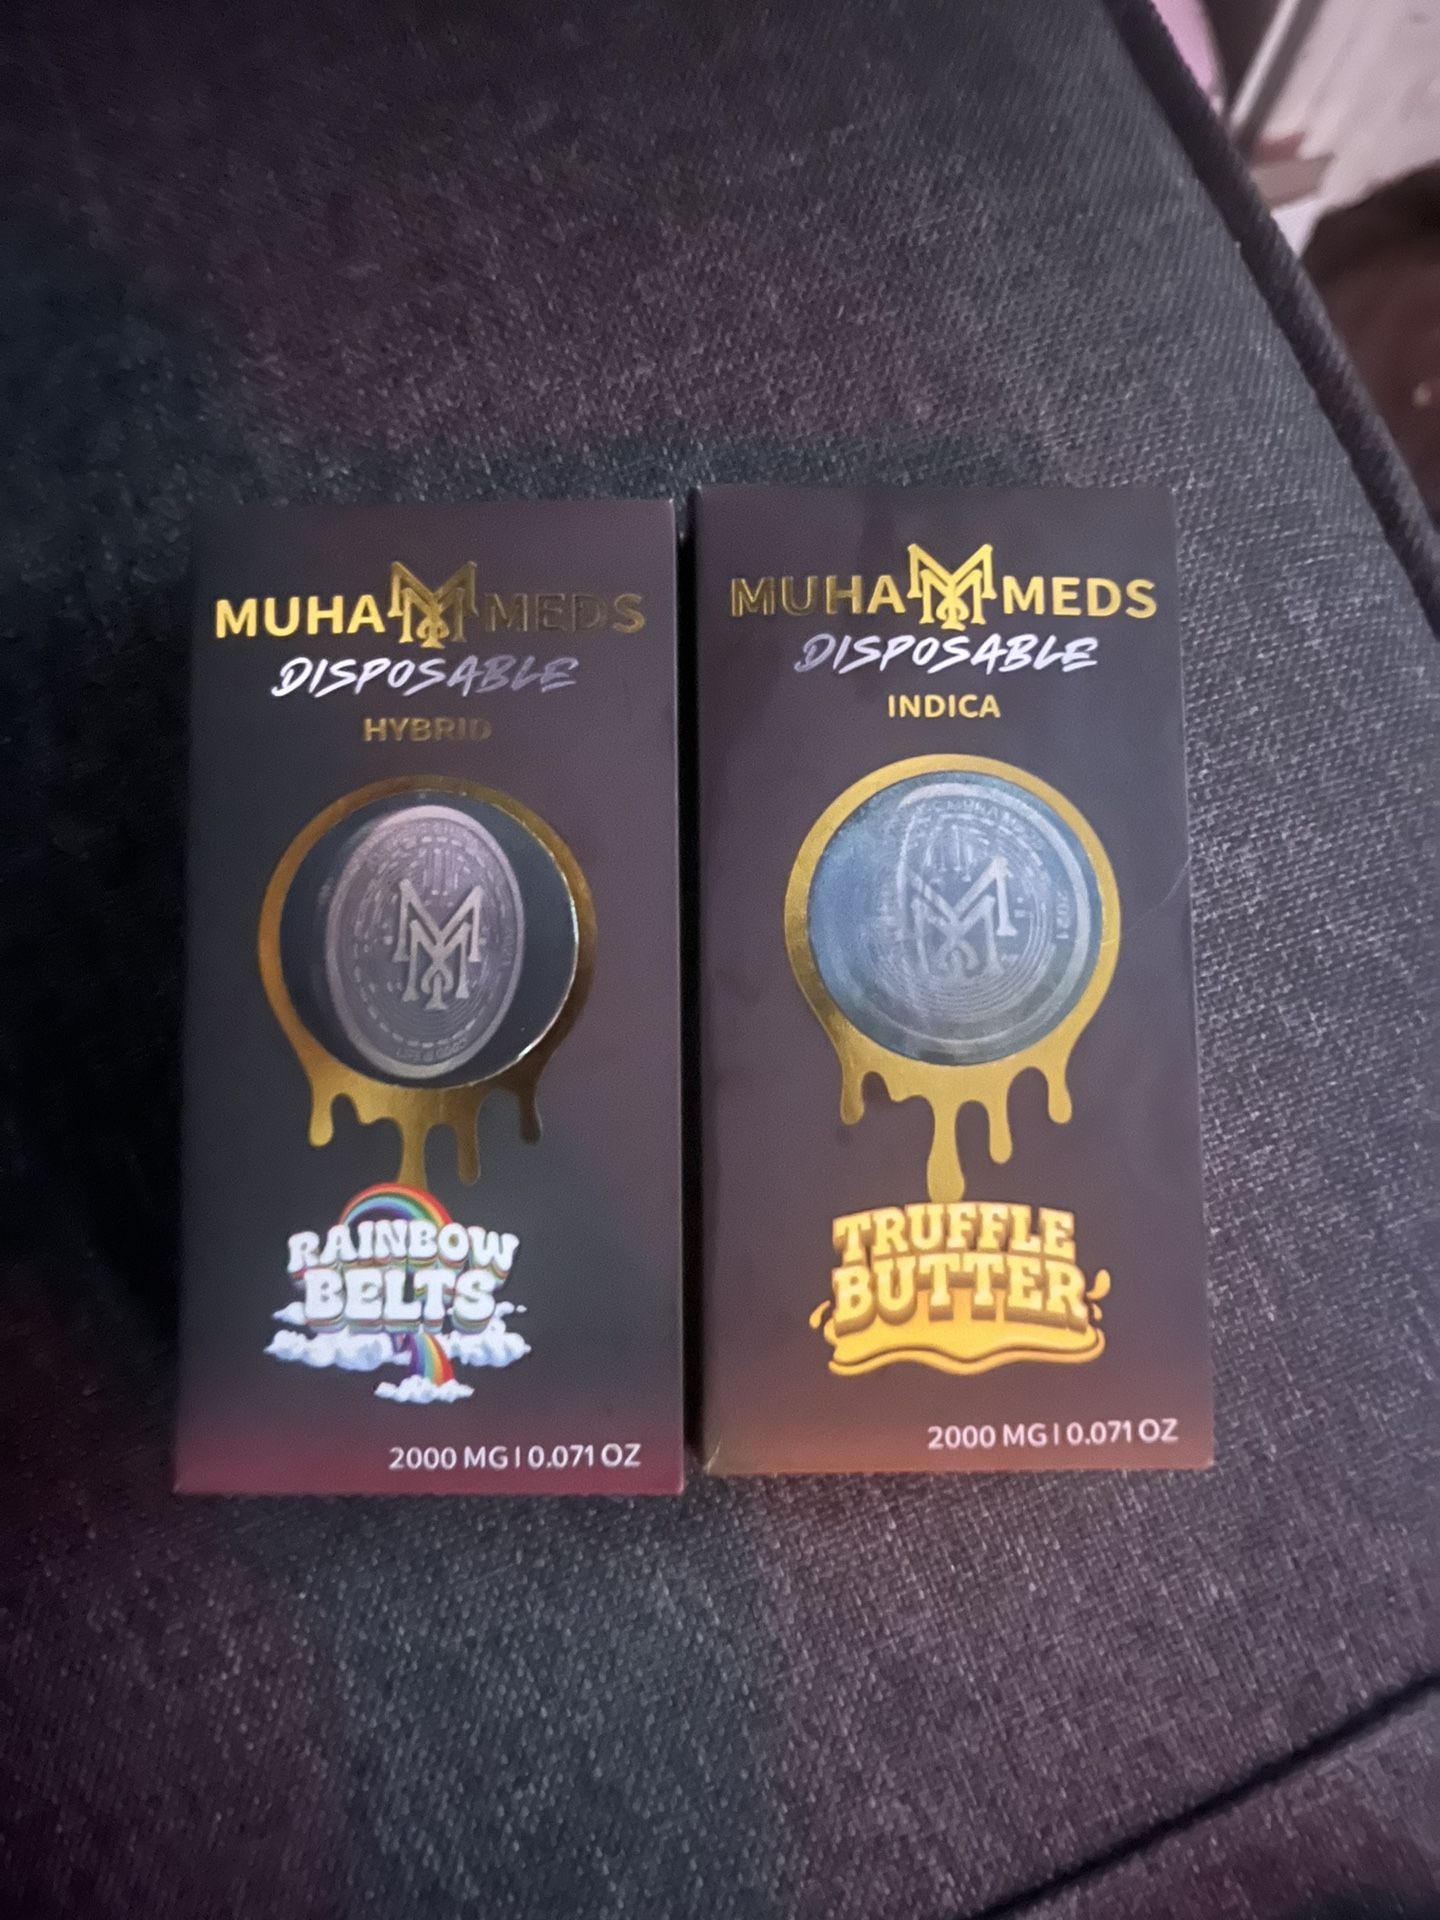 MUHA MEDS
DISPOSABLE
HYBRID
RAINBOW
BELTS
2000 MG | 0.071 OZ
MUHA MEDS
DISPOSABLE
INDICA
2021
TRUFFLE
BUTTER
2000 MG | 0.071 OZ